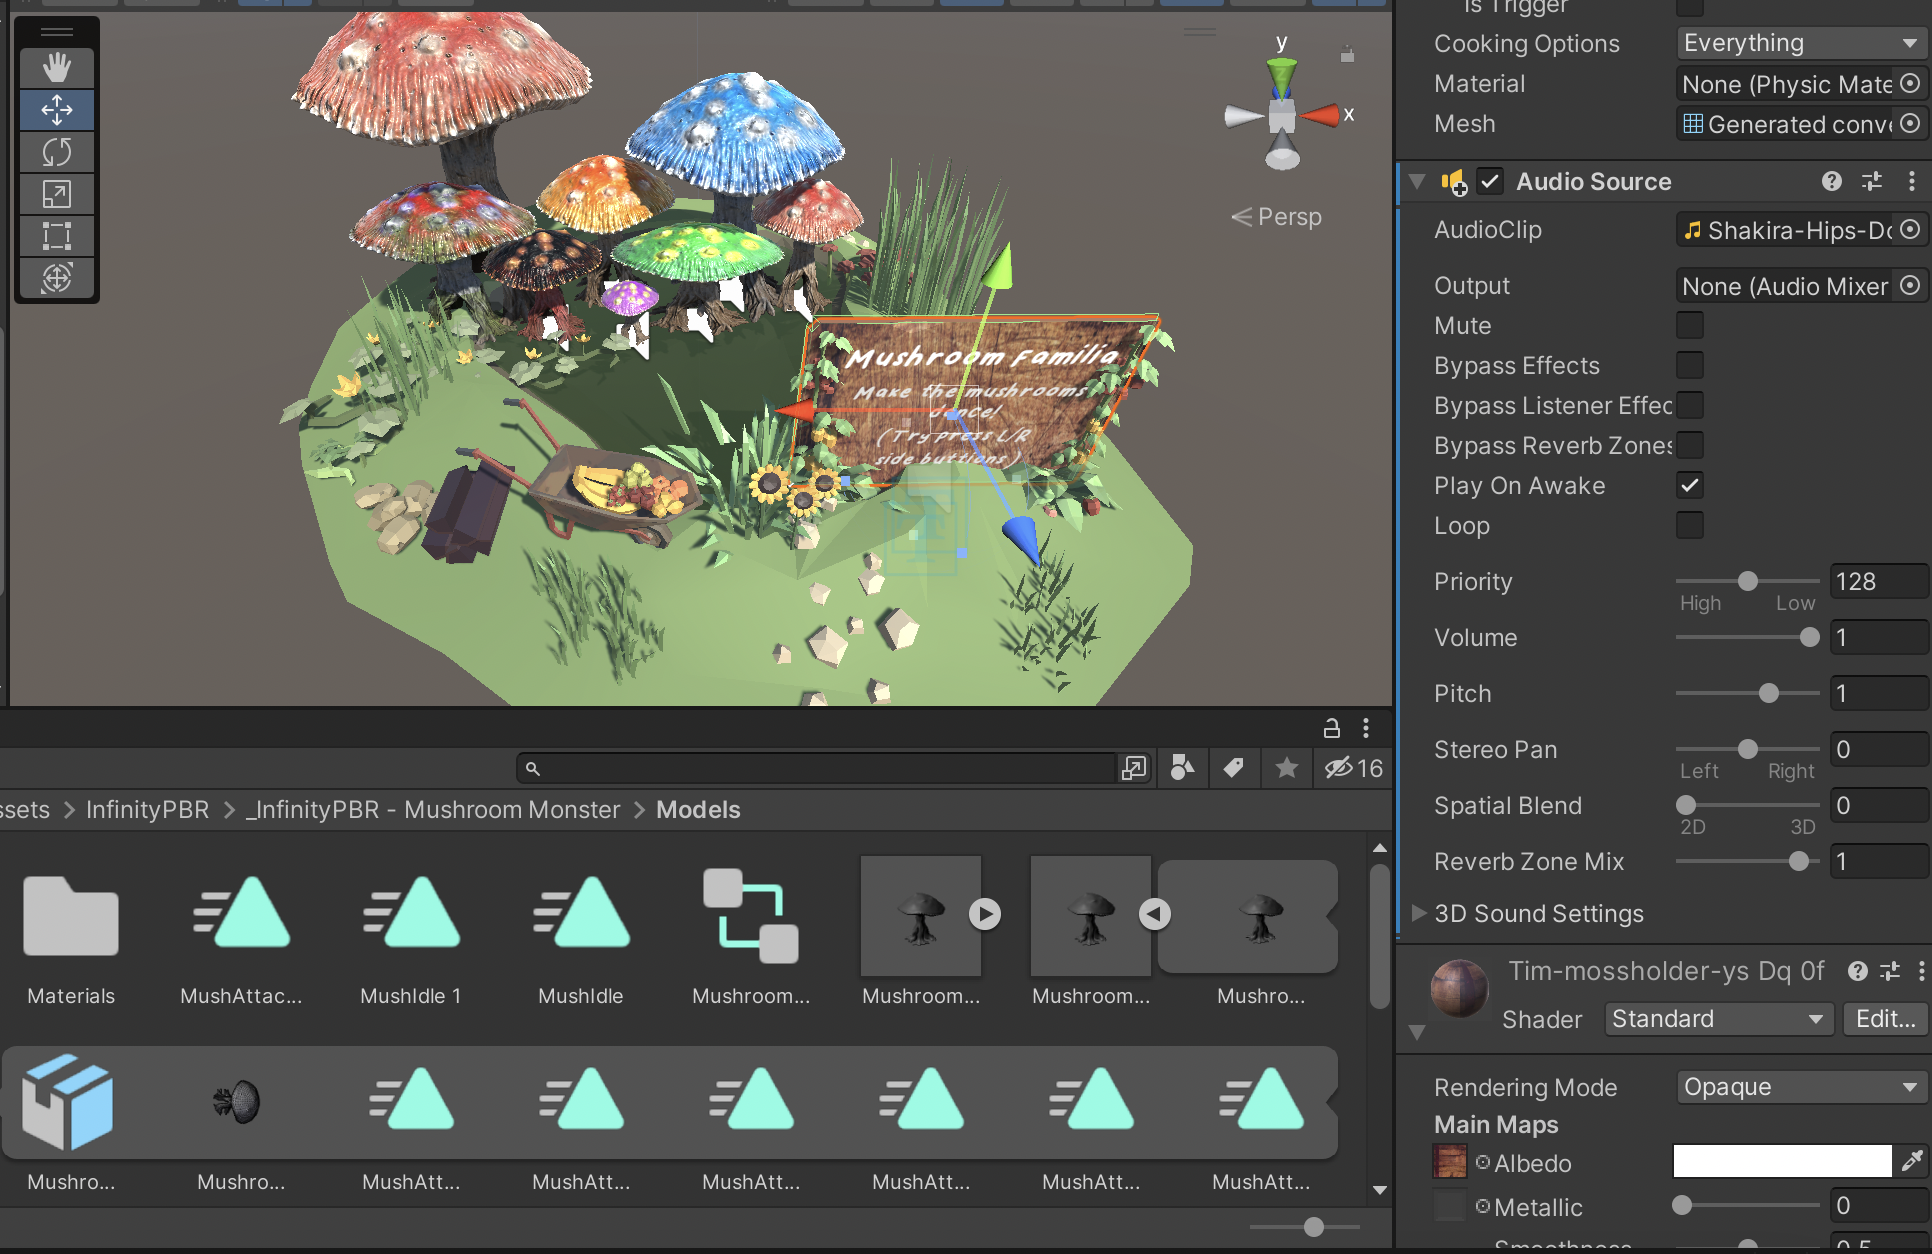 Is Trigger
Cooking Options
Everything
Material
None (Physic Mate
Mesh
Generated conve
Audio Source
AudioClip
Shakira-Hips-Do
Output
None (Audio Mixer
Mute
Bypass Effects
Bypass Listener Effec
Bypass Reverb Zones
Play On Awake
Loop
Priority
128
High
Low
Volume
1
Pitch
1
Stereo Pan
0
Left
Right
Spatial Blend
0
2D
3D
Reverb Zone Mix
1
3D Sound Settings
Tim-mossholder-ys Dq 0f
Shader
Standard
Edit...
Rendering Mode
Opaque
Main Maps
Albedo
Metallic
0
Smoothness
0.5
y
x
Persp
Mushroom Familia
Make the mushrooms
dance!
(Try press L/R
side buttions)
16
ssets > InfinityPBR > _InfinityPBR - Mushroom Monster > Models
Materials
MushAttac...
MushIdle 1
MushIdle
Mushroom...
Mushroom...
Mushroom...
Mushro...
Mushro...
Mushro...
MushAtt...
MushAtt...
MushAtt...
MushAtt...
MushAtt...
MushAtt...